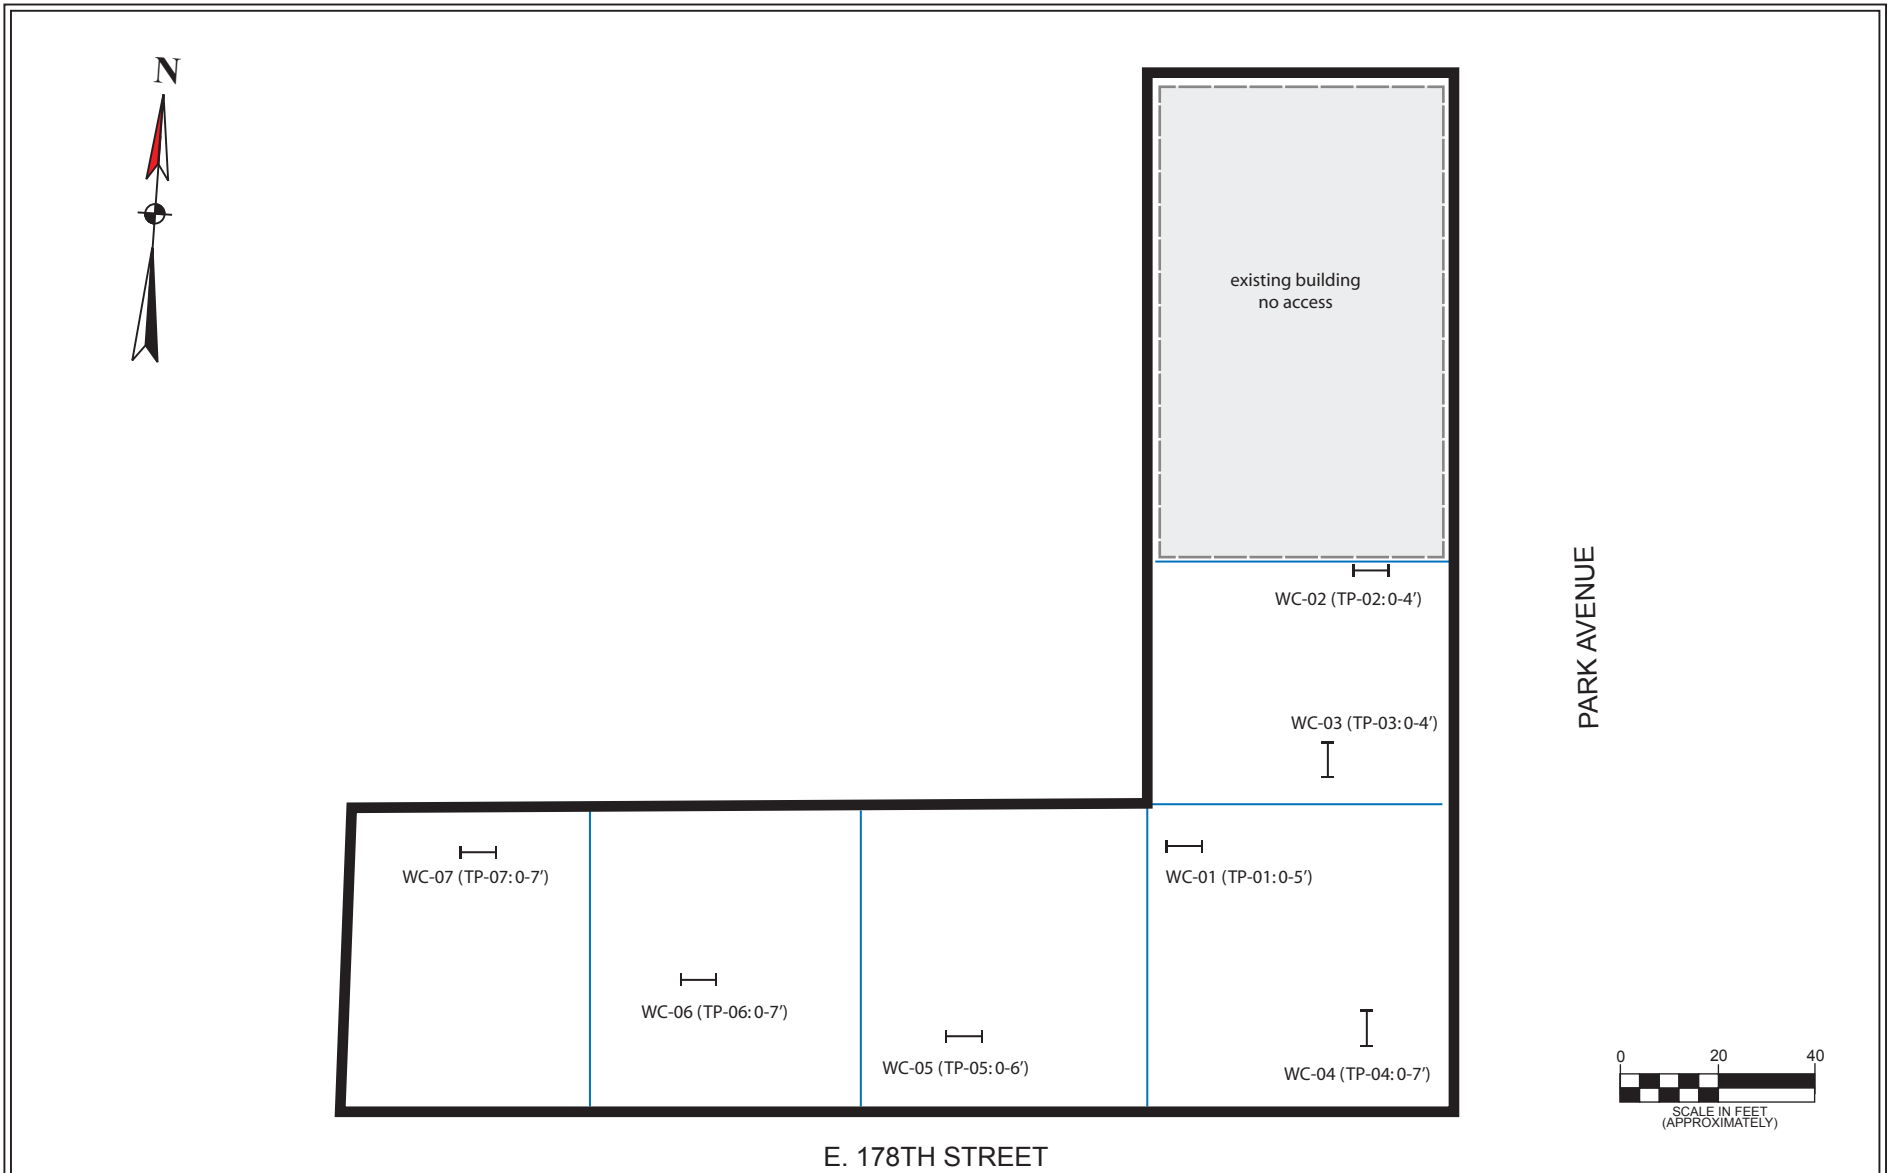 N
existing building
no access
WC-02 (TP-02: 0-4’)
PARK AVENUE
WC-03 (TP-03: 0-4’)
WC-07 (TP-07: 0-7’)
WC-01 (TP-01: 0-5’)
WC-06 (TP-06: 0-7’)
WC-05 (TP-05: 0-6’)
WC-04 (TP-04: 0-7’)
0 20 40
SCALE IN FEET
(APPROXIMATELY)
E. 178TH STREET